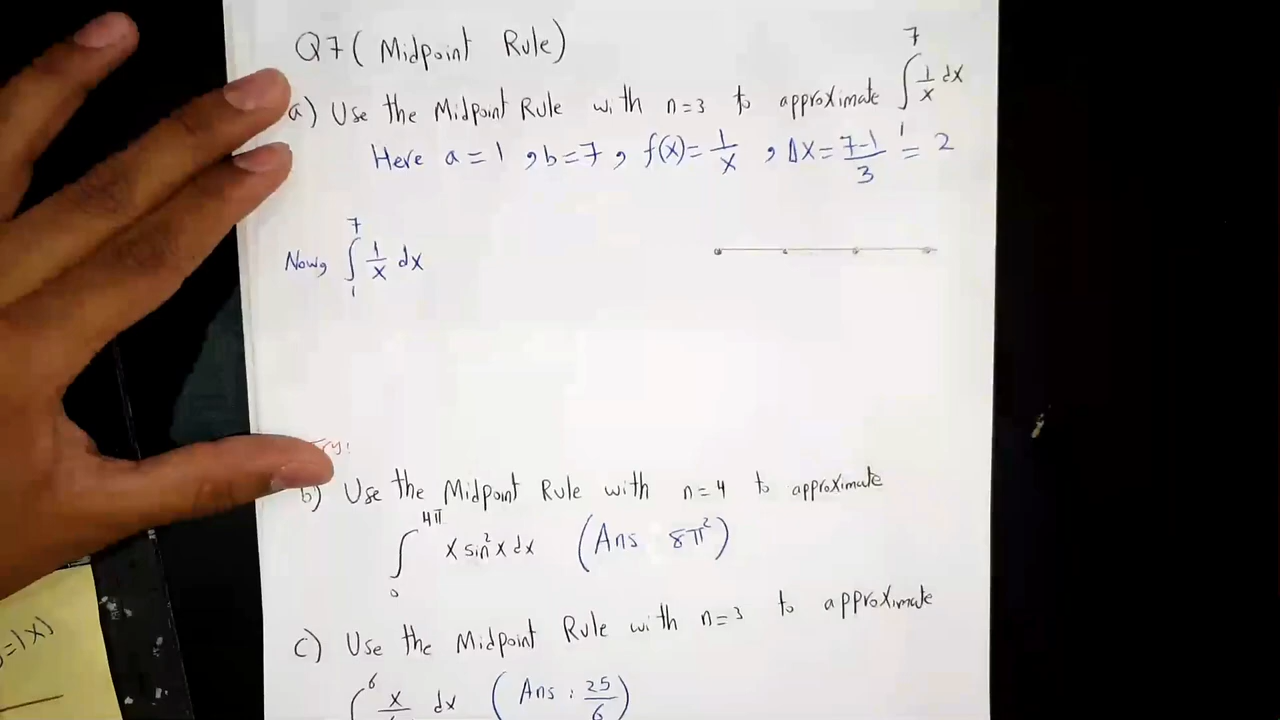 Q7 (Midpoint Rule)
a) Use the Midpoint Rule with n=3 to approximate ∫₁⁷ 1/x dx
Here a=1, b=7, f(x)=1/x, Δx=(7-1)/3=2
Now, ∫₁⁷ 1/x dx
b) Use the Midpoint Rule with n=4 to approximate
∫₀^4π x sin²x dx (Ans 8π²)
c) Use the Midpoint Rule with n=3 to approximate
∫⁶ x dx (Ans: 25/6)